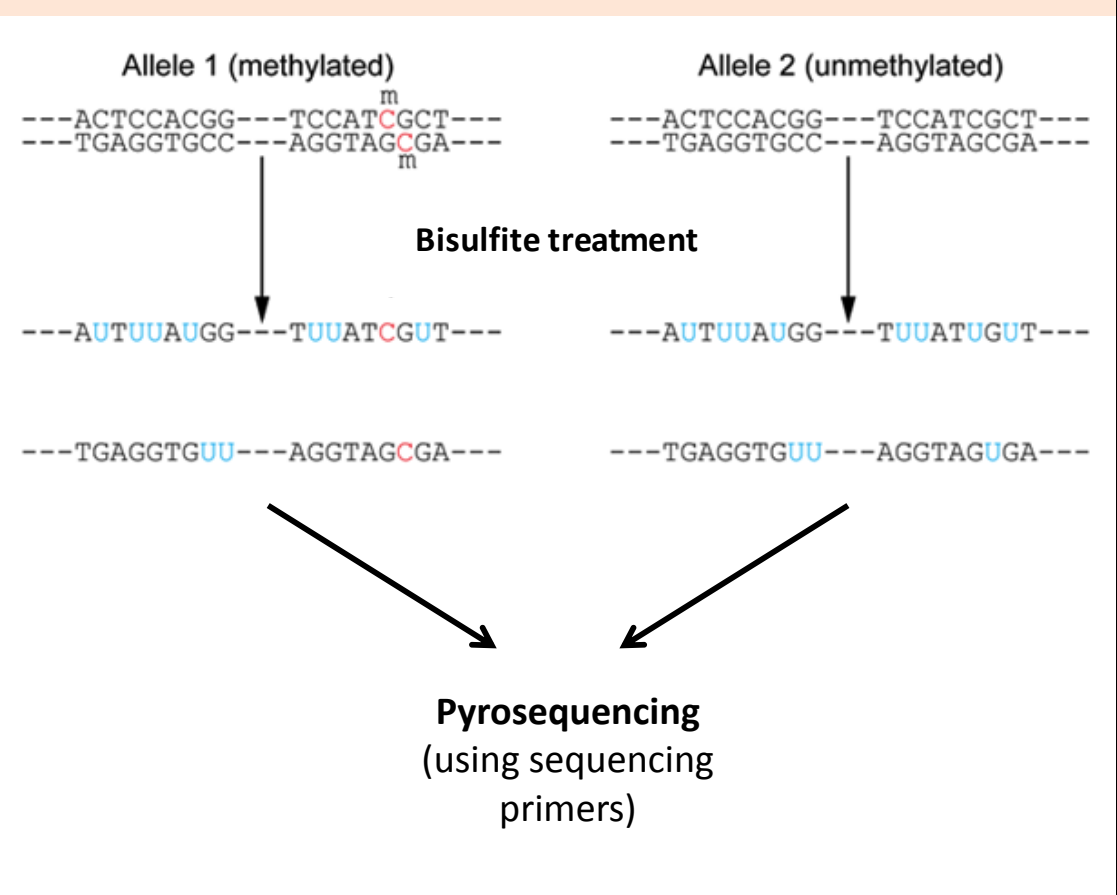 Allele 1 (methylated)
Allele 2 (unmethylated)
m
---ACTCCACGG---TCCATCGCT---
---TGAGGTGCC---AGGTAGCGA---
m
---ACTCCACGG---TCCATCGCT---
---TGAGGTGCC---AGGTAGCGA---
Bisulfite treatment
---AUTUUAUGG---TUUATCGUT---
---AUTUUAUGG---TUUATUGUT---
---TGAGGTGUU---AGGTAGCGA---
---TGAGGTGUU---AGGTAGUGA---
Pyrosequencing
(using sequencing
primers)